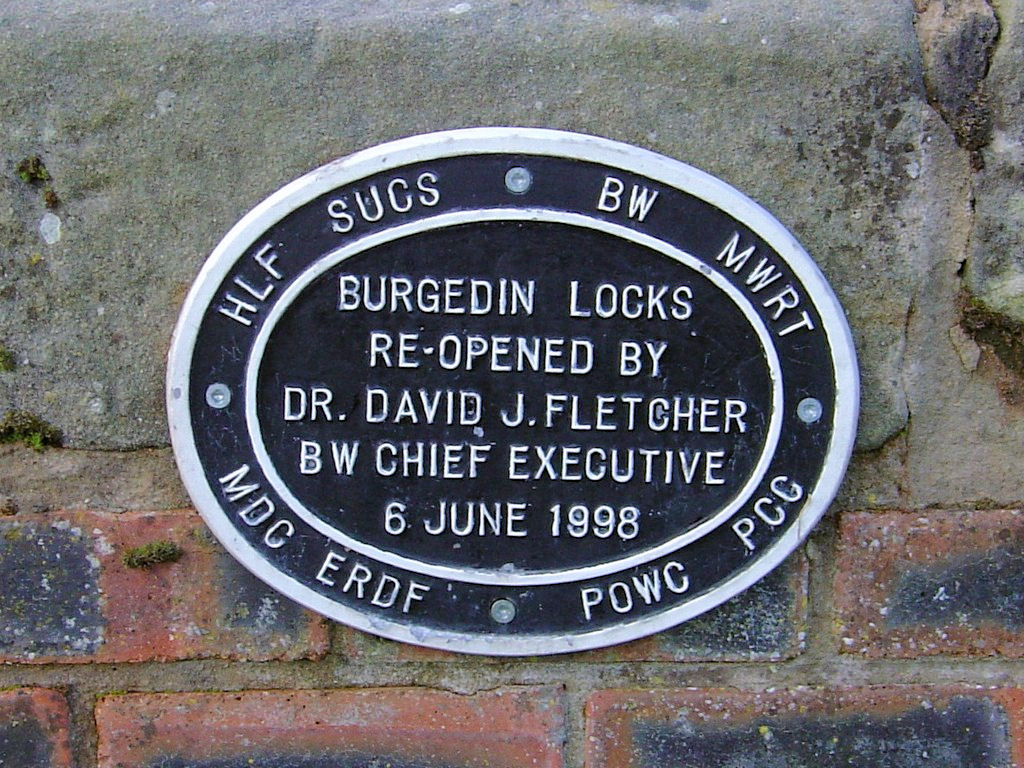 HLF SUCS BW MWRT
BURGEDIN LOCKS
RE-OPENED BY
DR. DAVID J. FLETCHER
BW CHIEF EXECUTIVE
6 JUNE 1998
MDC ERDF POWC PCC